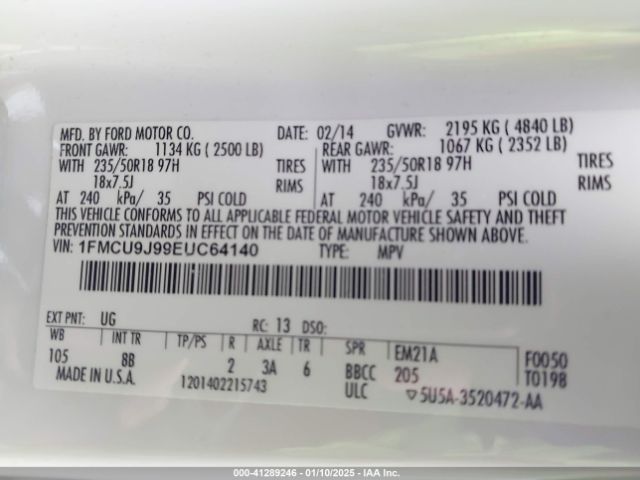 MFD. BY FORD MOTOR CO. DATE: 02/14 GVWR: 2195 KG ( 4840 LB)
FRONT GAWR: 1134 KG ( 2500 LB) REAR GAWR: 1067 KG ( 2352 LB)
WITH 235/50R18 97H TIRES WITH 235/50R18 97H TIRES
18x7.5J RIMS 18x7.5J RIMS
AT 240 kPa/ 35 PSI COLD AT 240 kPa/ 35 PSI COLD
THIS VEHICLE CONFORMS TO ALL APPLICABLE FEDERAL MOTOR VEHICLE SAFETY AND THEFT
PREVENTION STANDARDS IN EFFECT ON THE DATE OF MANUFACTURE SHOWN ABOVE.
VIN: 1FMCU9J99EUC64140 TYPE: MPV
EXT PNT: UG RC: 13 DSO:
WB INT TR TP/PS R AXLE TR SPR EM21A F0050
105 8B 2 3A 6 BBCC 205 T0198
MADE IN U.S.A. 1201402215743 ULC ▽5U5A-3520472-AA
000-41289246 - 01/10/2025 - IAA Inc.